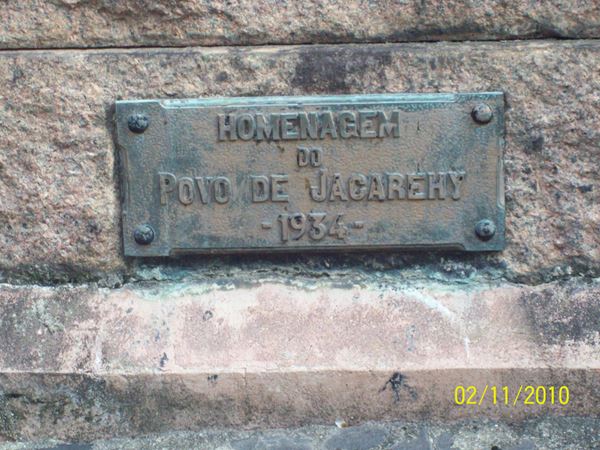 HOMENAGEM
DO
POVO DE JACAREHY
-1934-
02/11/2010